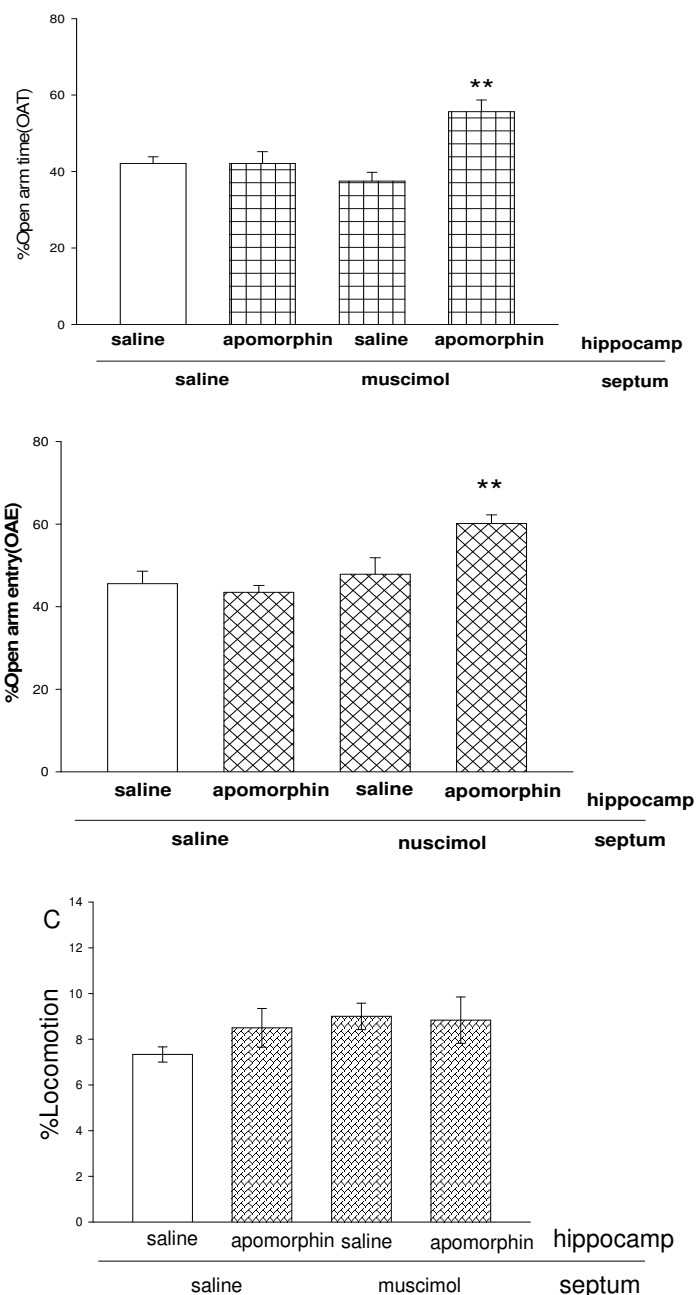 80
60
40
20
0
%Open arm time(OAT)
**
saline apomorphin saline apomorphin hippocamp
saline muscimol septum
80
60
40
20
0
%Open arm entry(OAE)
**
saline apomorphin saline apomorphin hippocamp
saline nuscimol septum
C
14
12
10
8
6
4
2
0
%Locomotion
saline apomorphin saline apomorphin hippocamp
saline muscimol septum